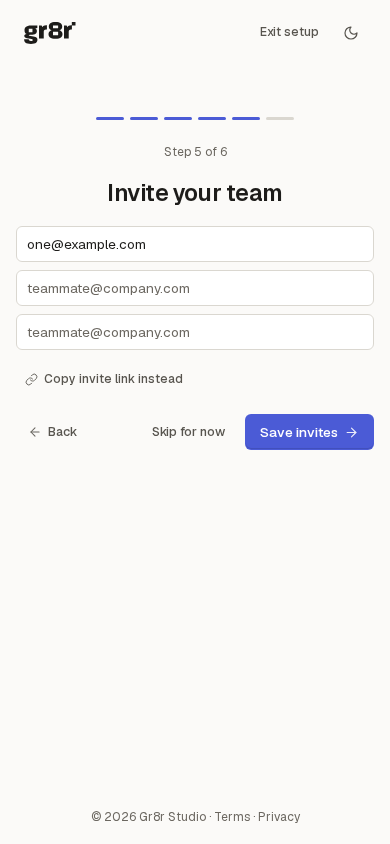 gr8r
Exit setup
Step 5 of 6
Invite your team
one@example.com
teammate@company.com
teammate@company.com
Copy invite link instead
Back
Skip for now
Save invites
© 2026 Gr8r Studio · Terms · Privacy